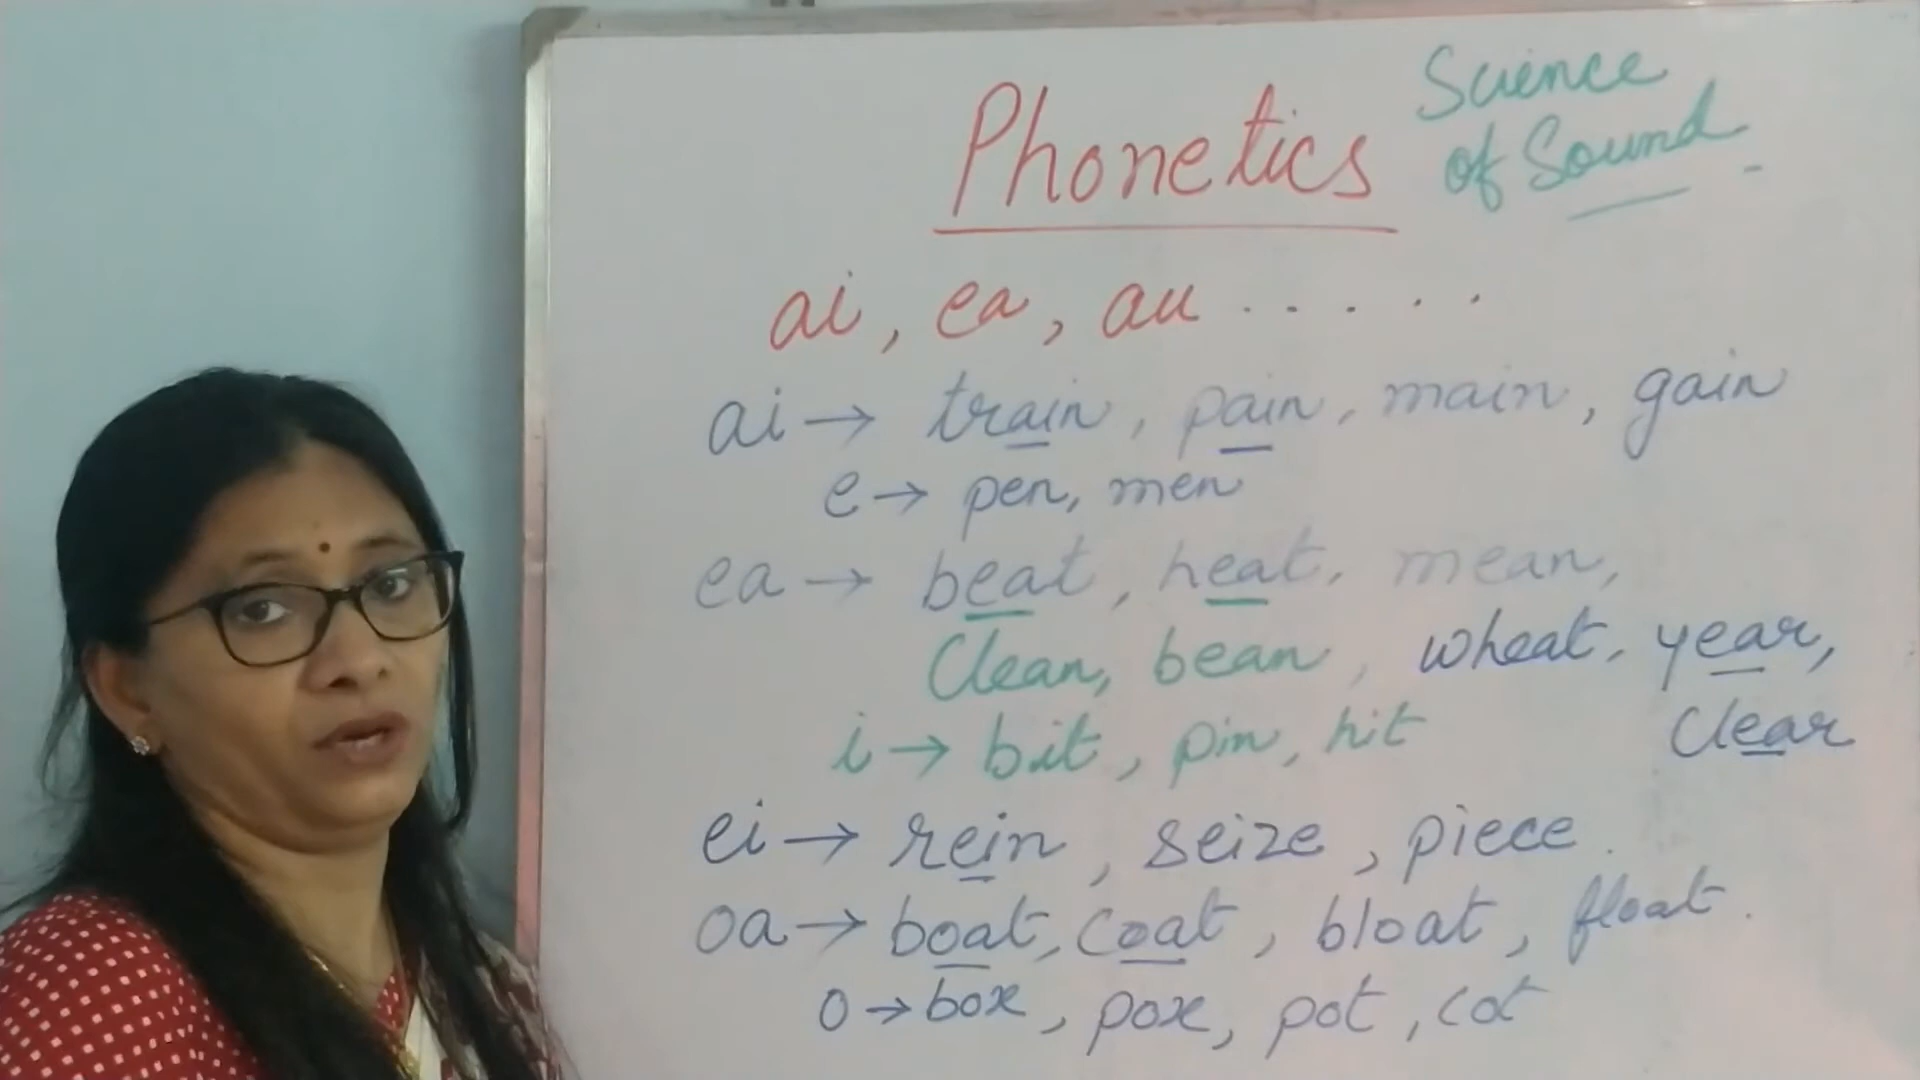 Phonetics Science
of Sound
ai, ea, au . . . . .
ai → train, pain, main, gain
e → pen, men
ea → beat, heat, mean,
Clean, bean, wheat, year,
i → bit, pin, hit Clear
ei → rein, seize, piece.
oa → boat, coat, bloat, float.
o → box, pox, pot, cot